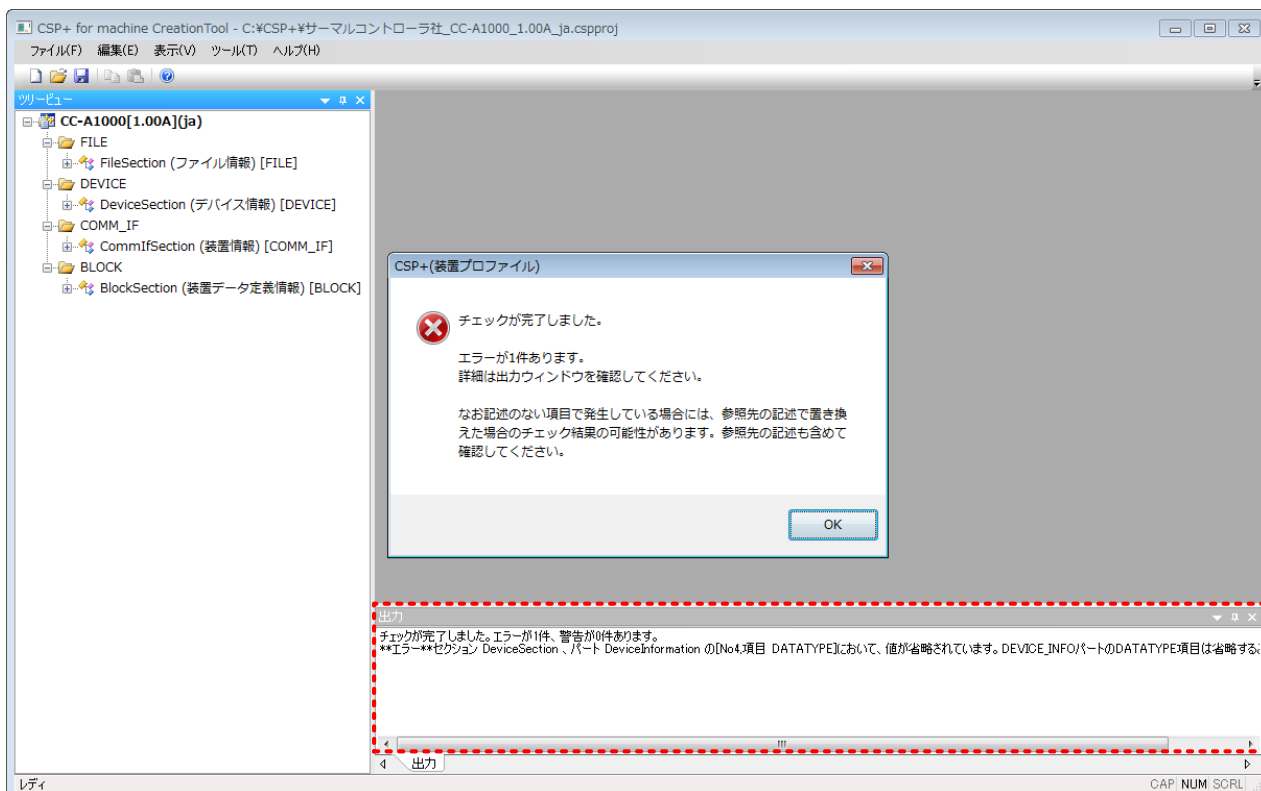 CSP+ for machine CreationTool - C:¥CSP+¥サーマルコントローラ社_CC-A1000_1.00A_ja.cspproj
ファイル(F) 編集(E) 表示(V) ツール(T) ヘルプ(H)
ツリービュー
CC-A1000[1.00A](ja)
FILE
FileSection (ファイル情報) [FILE]
DEVICE
DeviceSection (デバイス情報) [DEVICE]
COMM_IF
CommIfSection (装置情報) [COMM_IF]
BLOCK
BlockSection (装置データ定義情報) [BLOCK]
CSP+(装置プロファイル)
チェックが完了しました。
エラーが1件あります。
詳細は出力ウィンドウを確認してください。
なお記述のない項目で発生している場合には、参照先の記述で置き換
えた場合のチェック結果の可能性があります。参照先の記述も含めて
確認してください。
OK
出力
チェックが完了しました。エラーが1件、警告が0件あります。
**エラー**セクション DeviceSection 、パート DeviceInformation の[No4,項目 DATATYPE]において、値が省略されています。DEVICE_INFOパートのDATATYPE項目は省略する
出力
レディ
CAP NUM SCRL